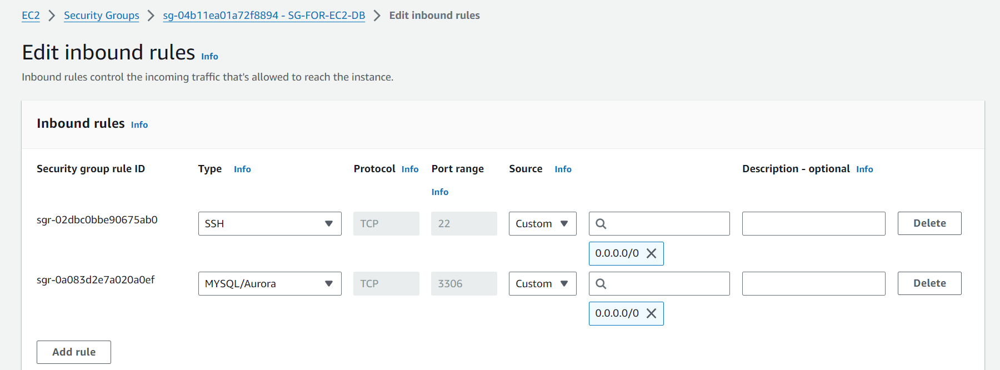 EC2 > Security Groups > sg-04b11ea01a72f8894 - SG-FOR-EC2-DB > Edit inbound rules
Edit inbound rules Info
Inbound rules control the incoming traffic that's allowed to reach the instance.
Inbound rules Info
Security group rule ID Type Info Protocol Info Port range Info Source Info Description - optional Info
sgr-02dbc0bbe90675ab0 SSH TCP 22 Custom Delete
0.0.0.0/0
sgr-0a083d2e7a020a0ef MYSQL/Aurora TCP 3306 Custom Delete
0.0.0.0/0
Add rule